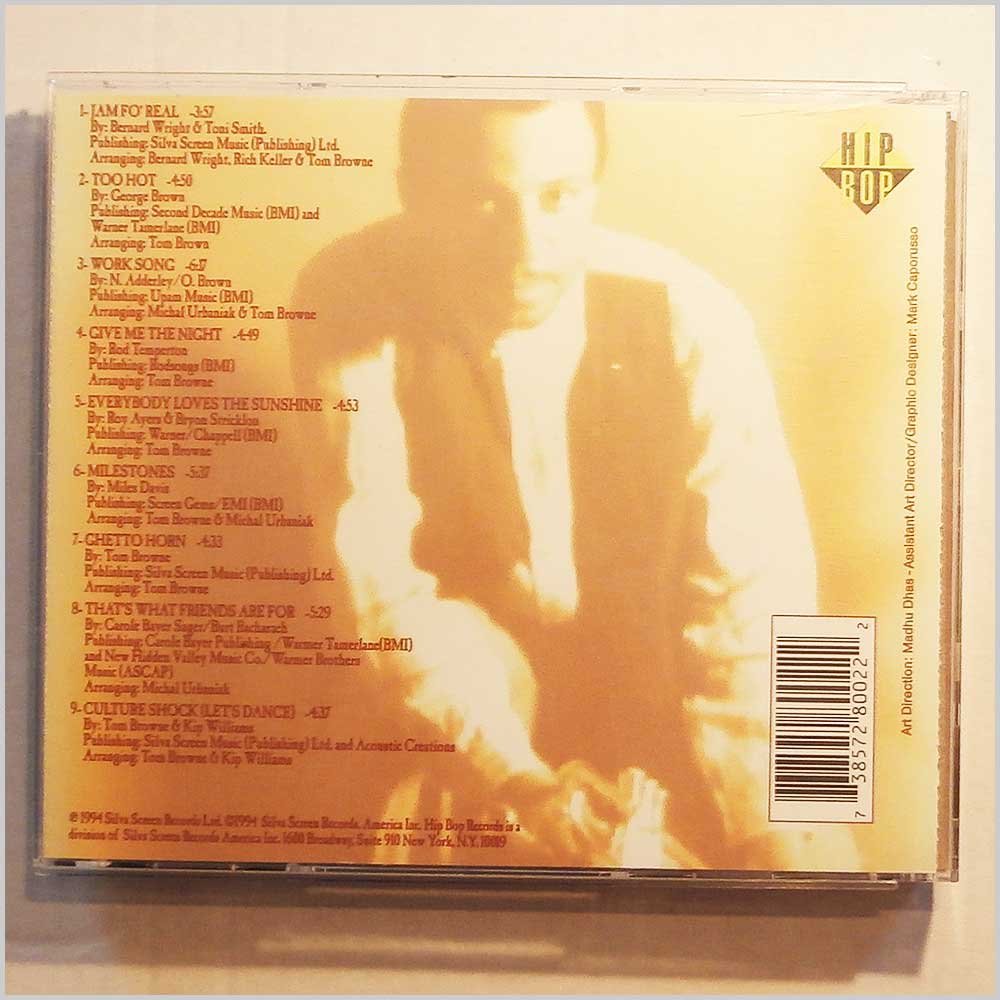 1- JAM FO' REAL -3:57
By: Bernard Wright & Toni Smith.
Publishing: Silva Screen Music (Publishing) Ltd.
Arranging: Bernard Wright, Rich Keller & Tom Browne
2- TOO HOT -4:50
By: George Brown
Publishing: Second Decade Music (BMI) and
Warner Tamerlane (BMI)
Arranging: Tom Brown
3- WORK SONG -6:17
By: N. Adderley/O. Brown
Publishing: Upam Music (BMI)
Arranging: Michal Urbaniak & Tom Browne
4- GIVE ME THE NIGHT -4:49
By: Rod Temperton
Publishing: Rodsongs (BMI)
Arranging: Tom Browne
5- EVERYBODY LOVES THE SUNSHINE -4:53
By: Roy Ayers & Bryon Stricklon
Publishing: Warner/Chappell (BMI)
Arranging: Tom Browne
6- MILESTONES -5:37
By: Miles Davis
Publishing: Screen Gems/EMI (BMI)
Arranging: Tom Browne & Michal Urbaniak
7- GHETTO HORN -4:33
By: Tom Browne
Publishing: Silva Screen Music (Publishing) Ltd.
Arranging: Tom Browne
8- THAT'S WHAT FRIENDS ARE FOR -5:29
By: Carole Bayer Sager/Burt Bacharach
Publishing: Carole Bayer Publishing /Warner Tamerlane(BMI)
and New Hidden Valley Music Co./Warner Brothers
Music (ASCAP)
Arranging: Michal Urbaniak
9- CULTURE SHOCK (LET'S DANCE) -4:37
By: Tom Browne & Kip Williams
Publishing: Silva Screen Music (Publishing) Ltd. and Acoustic Creations
Arranging: Tom Browne & Kip Williams
℗ 1994 Silva Screen Records Ltd. ©1994 Silva Screen Records, America Inc. Hip Bop Records is a
division of Silva Screen Records America Inc. 1600 Broadway, Suite 910 New York, N.Y. 10019
HIP
BOP
Art Direction: Madhu Dhas - Assistant Art Director/Graphic Designer: Mark Caporusso
7 38572 80022 2